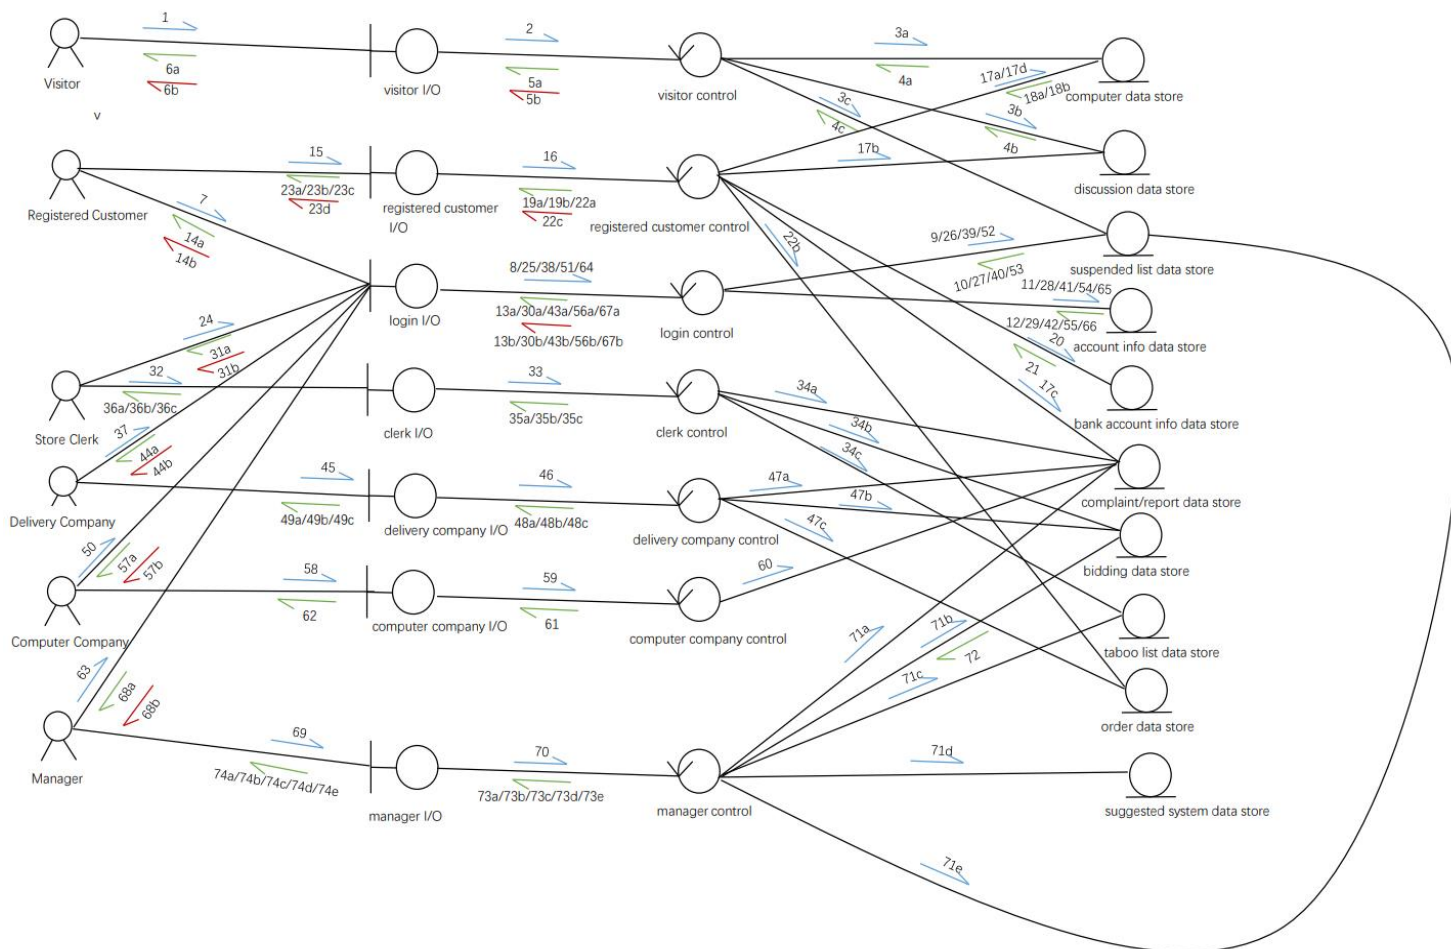 1
2
3a
6a
6b
5a
5b
4a
17a/17d
18a/18b
Visitor
visitor I/O
visitor control
computer data store
v
3c
4c
3b
4b
15
16
17b
23a/23b/23c
23d
19a/19b/22a
22c
discussion data store
Registered Customer
registered customer
I/O
registered customer control
7
14a
14b
22b
9/26/39/52
10/27/40/53
suspended list data store
8/25/38/51/64
13a/30a/43a/56a/67a
13b/30b/43b/56b/67b
11/28/41/54/65
12/29/42/55/66
login I/O
login control
account info data store
24
31a
31b
20
21
17c
32
36a/36b/36c
33
35a/35b/35c
34a
34b
34c
Store Clerk
clerk I/O
clerk control
bank account info data store
37
44a
44b
45
49a/49b/49c
46
48a/48b/48c
47a
47b
47c
complaint/report data store
Delivery Company
delivery company I/O
delivery company control
bidding data store
50
57a
57b
58
62
59
61
60
Computer Company
computer company I/O
computer company control
taboo list data store
63
68a
68b
71a
71b
72
71c
order data store
69
74a/74b/74c/74d/74e
70
73a/73b/73c/73d/73e
71d
Manager
manager I/O
manager control
suggested system data store
71e